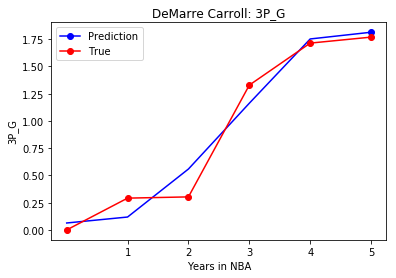 DeMarre Carroll: 3P_G
Prediction
True
1.75
1.50
1.25
1.00
0.75
0.50
0.25
0.00
3P_G
1 2 3 4 5
Years in NBA